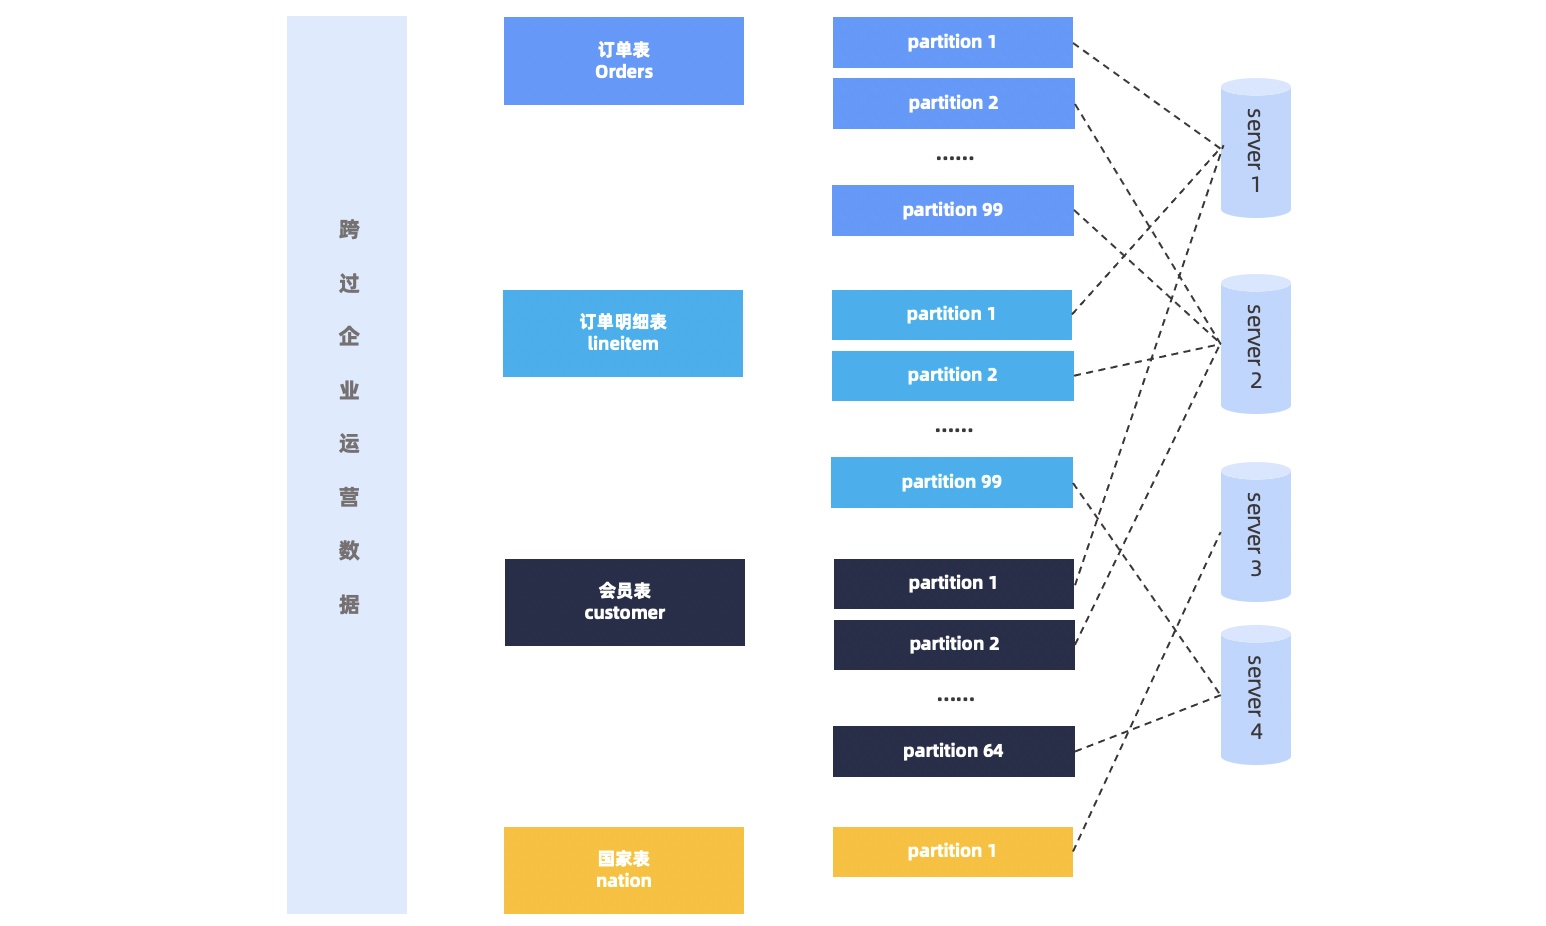 跨过企业运营数据
订单表
Orders
partition 1
partition 2
......
partition 99
订单明细表
lineitem
partition 1
partition 2
......
partition 99
会员表
customer
partition 1
partition 2
......
partition 64
国家表
nation
partition 1
server 1
server 2
server 3
server 4